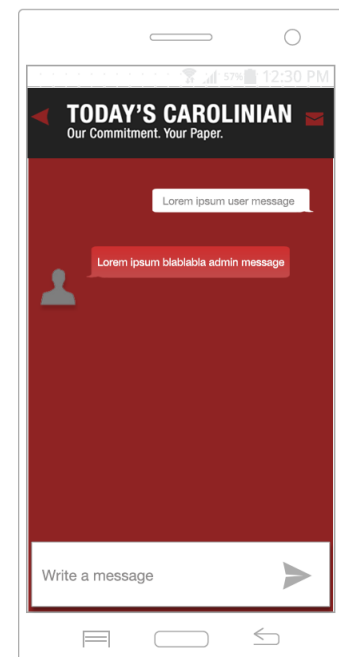 57% 12:30 PM
TODAY'S CAROLINIAN
Our Commitment. Your Paper.
Lorem ipsum user message
Lorem ipsum blablabla admin message
Write a message